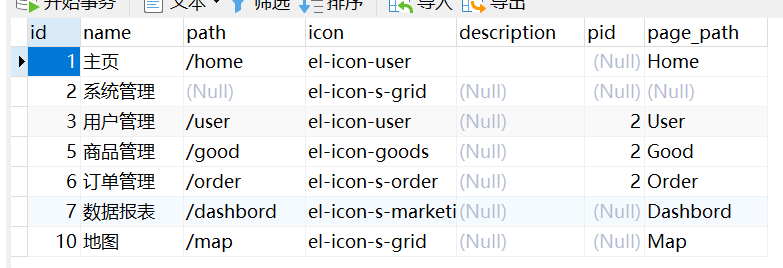 开始事务 文本 筛选 排序 导入 导出
id name path icon description pid page_path
1 主页 /home el-icon-user (Null) Home
2 系统管理 (Null) el-icon-s-grid (Null) (Null) (Null)
3 用户管理 /user el-icon-user (Null) 2 User
5 商品管理 /good el-icon-goods (Null) 2 Good
6 订单管理 /order el-icon-s-order (Null) 2 Order
7 数据报表 /dashbord el-icon-s-marketi (Null) (Null) Dashbord
10 地图 /map el-icon-s-grid (Null) (Null) Map